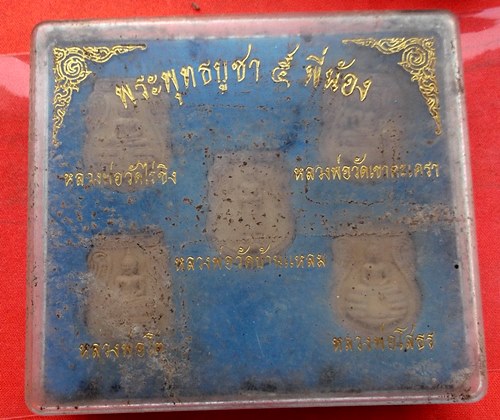 พระพุทธบูชา ๕ พี่น้อง
หลวงพ่อวัดไร่ขิง
หลวงพ่อวัดเขาตะเครา
หลวงพ่อวัดบ้านแหลม
หลวงพ่อโต
หลวงพ่อโสธร